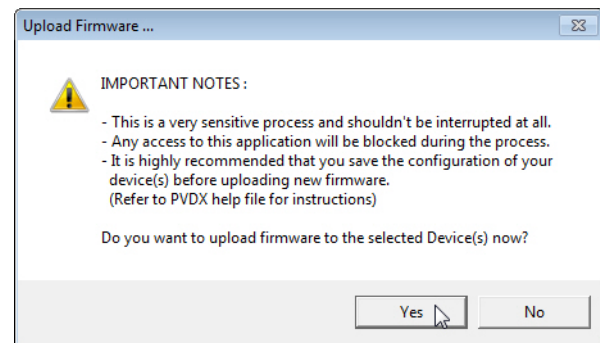 Upload Firmware ...
IMPORTANT NOTES :
- This is a very sensitive process and shouldn't be interrupted at all.
- Any access to this application will be blocked during the process.
- It is highly recommended that you save the configuration of your
device(s) before uploading new firmware.
(Refer to PVDX help file for instructions)
Do you want to upload firmware to the selected Device(s) now?
Yes
No